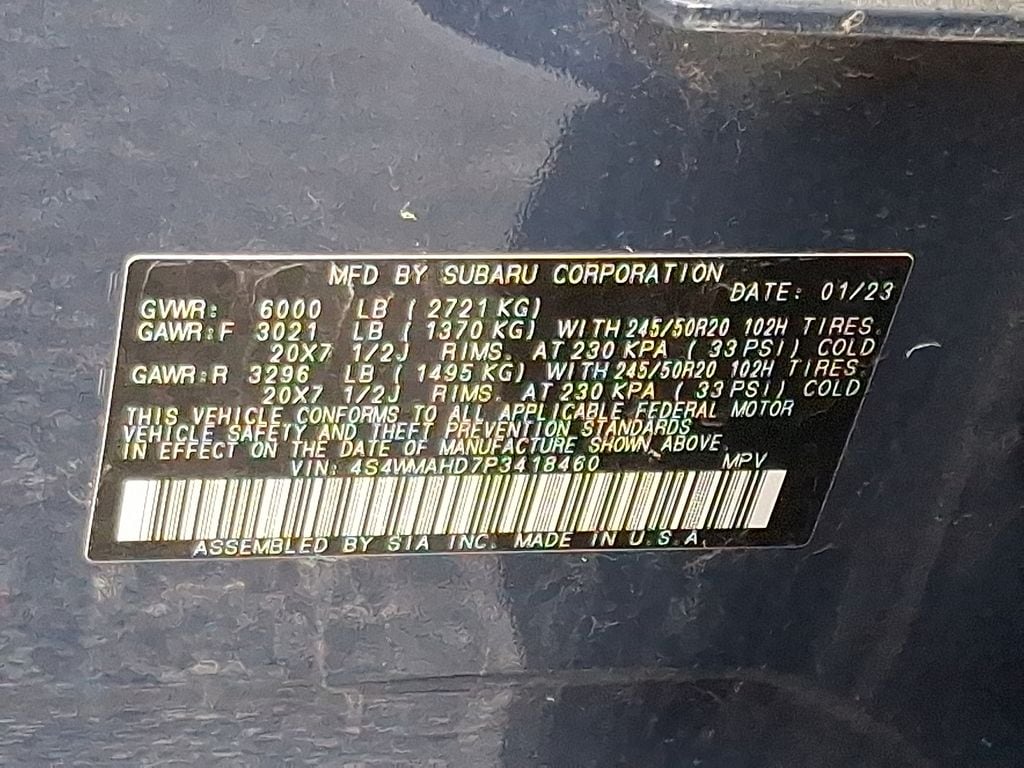 MFD BY SUBARU CORPORATION
DATE: 01/23
GVWR: 6000 LB ( 2721 KG)
GAWR:F 3021 LB ( 1370 KG) WITH 245/50R20 102H TIRES.
20X7 1/2J RIMS. AT 230 KPA ( 33 PSI) COLD
GAWR:R 3296 LB ( 1495 KG) WITH 245/50R20 102H TIRES.
20X7 1/2J RIMS. AT 230 KPA ( 33 PSI) COLD
THIS VEHICLE CONFORMS TO ALL APPLICABLE FEDERAL MOTOR
VEHICLE SAFETY AND THEFT PREVENTION STANDARDS
IN EFFECT ON THE DATE OF MANUFACTURE SHOWN ABOVE.
VIN: 4S4WMAHD7P3418460 MPV
ASSEMBLED BY SIA INC. MADE IN U.S.A.